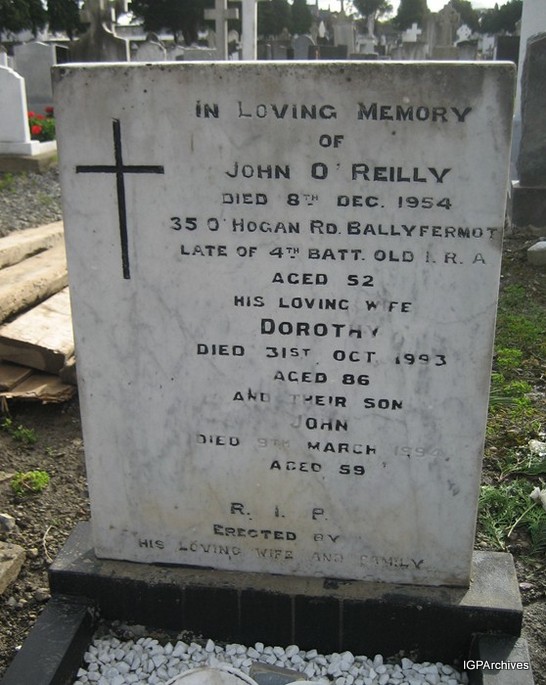 IN LOVING MEMORY
OF
JOHN O'REILLY
DIED 8TH DEC. 1954
35 O'HOGAN RD. BALLYFERMOT
LATE OF 4TH BATT. OLD I.R.A
AGED 52
HIS LOVING WIFE
DOROTHY
DIED 31ST. OCT 1993
AGED 86
AND THEIR SON
JOHN
DIED 9TH MARCH 1994
AGED 59
R. I. P.
ERECTED BY
HIS LOVING WIFE AND FAMILY
IGPArchives